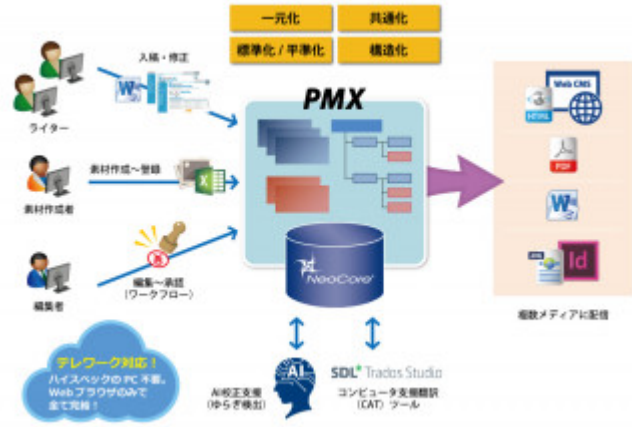 一元化
共通化
標準化 / 平準化
構造化
入稿・修正
ライター
PMX
Web CMS
HTML
PDF
素材作成～登録
素材作成者
編集～承認
(ワークフロー)
編集者
NeoCore
Id
複数メディアに配信
テレワーク対応！
ハイスペックの PC 不要。
Web ブラウザのみで
全て完結！
AI
AI校正支援
(ゆらぎ検出)
SDL* Trados Studio
コンピュータ支援翻訳
(CAT) ツール